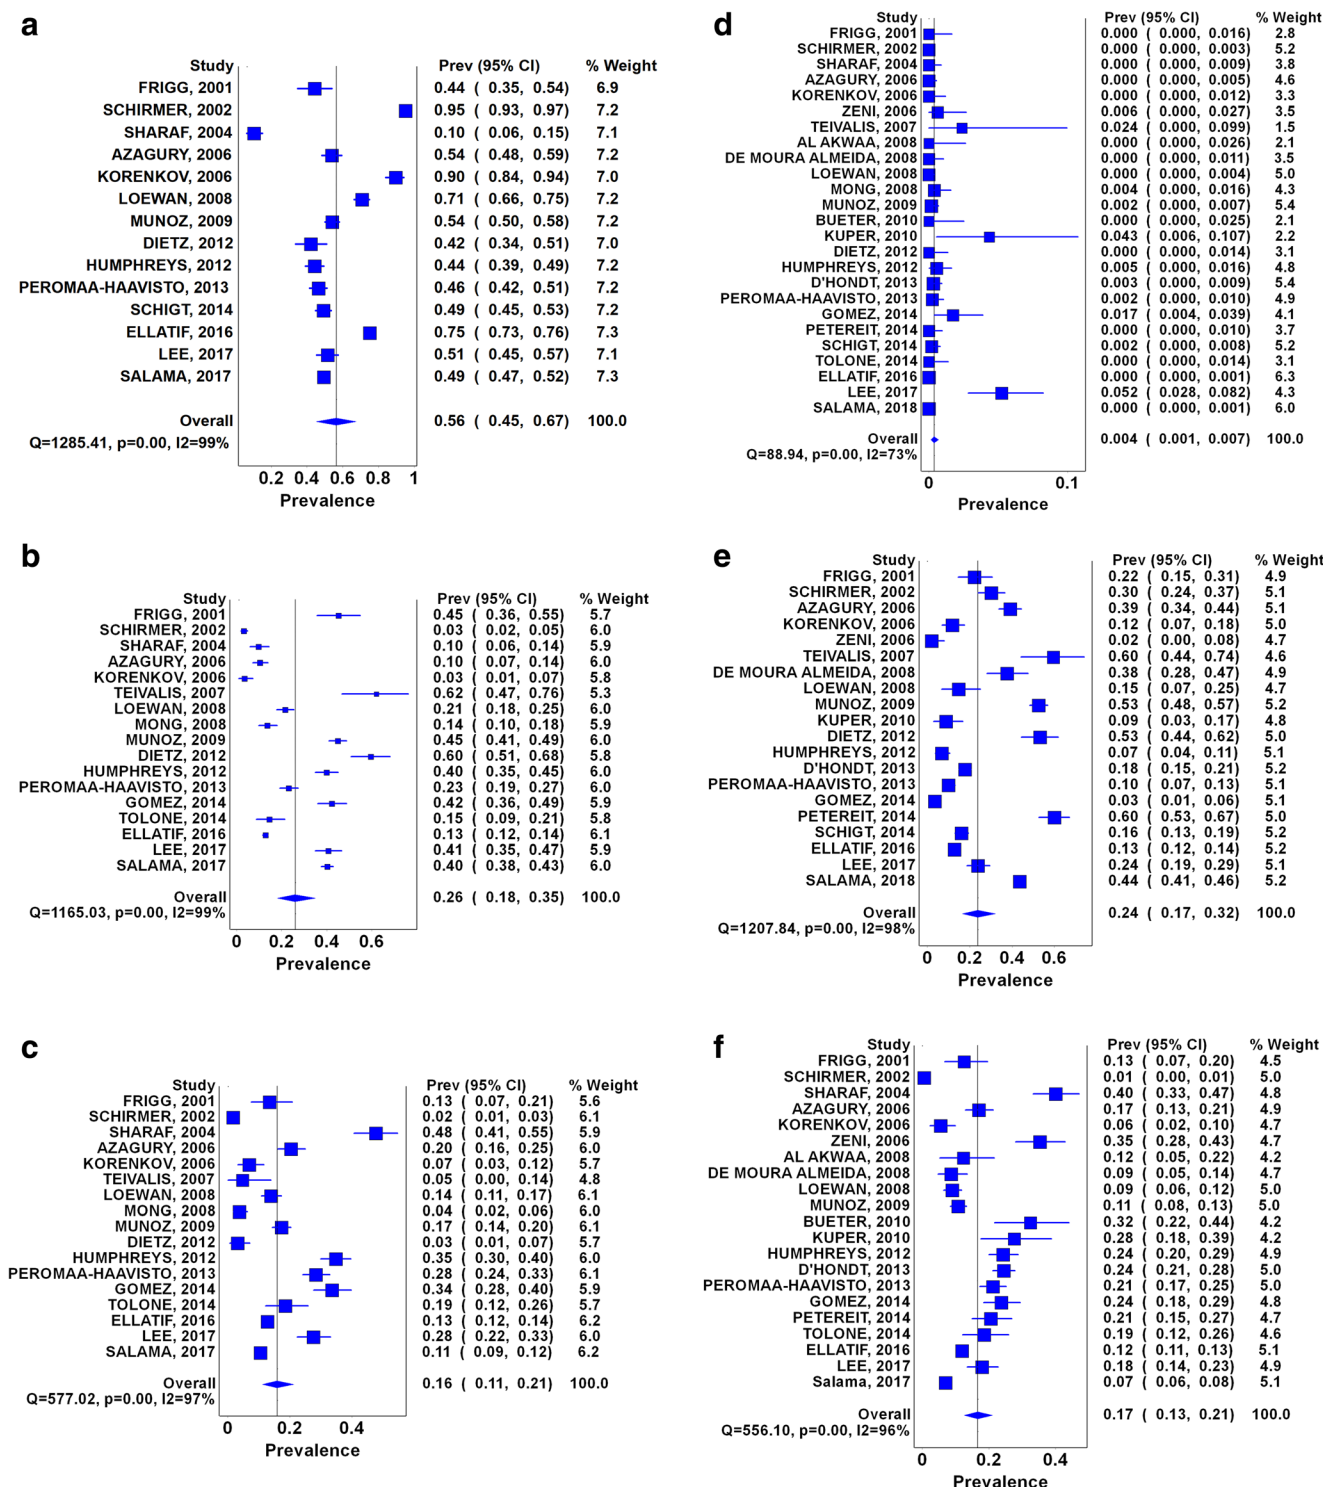 a
Study Prev (95% CI) % Weight
FRIGG, 2001 0.44 ( 0.35, 0.54) 6.9
SCHIRMER, 2002 0.95 ( 0.93, 0.97) 7.2
SHARAF, 2004 0.10 ( 0.06, 0.15) 7.1
AZAGURY, 2006 0.54 ( 0.48, 0.59) 7.2
KORENKOV, 2006 0.90 ( 0.84, 0.94) 7.0
LOEWAN, 2008 0.71 ( 0.66, 0.75) 7.2
MUNOZ, 2009 0.54 ( 0.50, 0.58) 7.2
DIETZ, 2012 0.42 ( 0.34, 0.51) 7.0
HUMPHREYS, 2012 0.44 ( 0.39, 0.49) 7.2
PEROMAA-HAAVISTO, 2013 0.46 ( 0.42, 0.51) 7.2
SCHIGT, 2014 0.49 ( 0.45, 0.53) 7.2
ELLATIF, 2016 0.75 ( 0.73, 0.76) 7.3
LEE, 2017 0.51 ( 0.45, 0.57) 7.1
SALAMA, 2017 0.49 ( 0.47, 0.52) 7.3
Overall 0.56 ( 0.45, 0.67) 100.0
Q=1285.41, p=0.00, I2=99%
0.2 0.4 0.6 0.8 1
Prevalence
b
Study Prev (95% CI) % Weight
FRIGG, 2001 0.45 ( 0.36, 0.55) 5.7
SCHIRMER, 2002 0.03 ( 0.02, 0.05) 6.0
SHARAF, 2004 0.10 ( 0.06, 0.14) 5.9
AZAGURY, 2006 0.10 ( 0.07, 0.14) 6.0
KORENKOV, 2006 0.03 ( 0.01, 0.07) 5.8
TEIVALIS, 2007 0.62 ( 0.47, 0.76) 5.3
LOEWAN, 2008 0.21 ( 0.18, 0.25) 6.0
MONG, 2008 0.14 ( 0.10, 0.18) 5.9
MUNOZ, 2009 0.45 ( 0.41, 0.49) 6.0
DIETZ, 2012 0.60 ( 0.51, 0.68) 5.8
HUMPHREYS, 2012 0.40 ( 0.35, 0.45) 6.0
PEROMAA-HAAVISTO, 2013 0.23 ( 0.19, 0.27) 6.0
GOMEZ, 2014 0.42 ( 0.36, 0.49) 5.9
TOLONE, 2014 0.15 ( 0.09, 0.21) 5.8
ELLATIF, 2016 0.13 ( 0.12, 0.14) 6.1
LEE, 2017 0.41 ( 0.35, 0.47) 5.9
SALAMA, 2017 0.40 ( 0.38, 0.43) 6.0
Overall 0.26 ( 0.18, 0.35) 100.0
Q=1165.03, p=0.00, I2=99%
0 0.2 0.4 0.6
Prevalence
c
Study Prev (95% CI) % Weight
FRIGG, 2001 0.13 ( 0.07, 0.21) 5.6
SCHIRMER, 2002 0.02 ( 0.01, 0.03) 6.1
SHARAF, 2004 0.48 ( 0.41, 0.55) 5.9
AZAGURY, 2006 0.20 ( 0.16, 0.25) 6.0
KORENKOV, 2006 0.07 ( 0.03, 0.12) 5.7
TEIVALIS, 2007 0.05 ( 0.00, 0.14) 4.8
LOEWAN, 2008 0.14 ( 0.11, 0.17) 6.1
MONG, 2008 0.04 ( 0.02, 0.06) 6.0
MUNOZ, 2009 0.17 ( 0.14, 0.20) 6.1
DIETZ, 2012 0.03 ( 0.01, 0.07) 5.7
HUMPHREYS, 2012 0.35 ( 0.30, 0.40) 6.0
PEROMAA-HAAVISTO, 2013 0.28 ( 0.24, 0.33) 6.1
GOMEZ, 2014 0.34 ( 0.28, 0.40) 5.9
TOLONE, 2014 0.19 ( 0.12, 0.26) 5.7
ELLATIF, 2016 0.13 ( 0.12, 0.14) 6.2
LEE, 2017 0.28 ( 0.22, 0.33) 6.0
SALAMA, 2017 0.11 ( 0.09, 0.12) 6.2
Overall 0.16 ( 0.11, 0.21) 100.0
Q=577.02, p=0.00, I2=97%
0 0.2 0.4
Prevalence
d
Study Prev (95% CI) % Weight
FRIGG, 2001 0.000 ( 0.000, 0.016) 2.8
SCHIRMER, 2002 0.000 ( 0.000, 0.003) 5.2
SHARAF, 2004 0.000 ( 0.000, 0.009) 3.8
AZAGURY, 2006 0.000 ( 0.000, 0.005) 4.6
KORENKOV, 2006 0.000 ( 0.000, 0.012) 3.3
ZENI, 2006 0.006 ( 0.000, 0.027) 3.5
TEIVALIS, 2007 0.024 ( 0.000, 0.099) 1.5
AL AKWAA, 2008 0.000 ( 0.000, 0.026) 2.1
DE MOURA ALMEIDA, 2008 0.000 ( 0.000, 0.011) 3.5
LOEWAN, 2008 0.000 ( 0.000, 0.004) 5.0
MONG, 2008 0.004 ( 0.000, 0.016) 4.3
MUNOZ, 2009 0.002 ( 0.000, 0.007) 5.4
BUETER, 2010 0.000 ( 0.000, 0.025) 2.1
KUPER, 2010 0.043 ( 0.006, 0.107) 2.2
DIETZ, 2012 0.000 ( 0.000, 0.014) 3.1
HUMPHREYS, 2012 0.005 ( 0.000, 0.016) 4.8
D'HONDT, 2013 0.003 ( 0.000, 0.009) 5.4
PEROMAA-HAAVISTO, 2013 0.002 ( 0.000, 0.010) 4.9
GOMEZ, 2014 0.017 ( 0.004, 0.039) 4.1
PETEREIT, 2014 0.000 ( 0.000, 0.010) 3.7
SCHIGT, 2014 0.002 ( 0.000, 0.008) 5.2
TOLONE, 2014 0.000 ( 0.000, 0.014) 3.1
ELLATIF, 2016 0.000 ( 0.000, 0.001) 6.3
LEE, 2017 0.052 ( 0.028, 0.082) 4.3
SALAMA, 2018 0.000 ( 0.000, 0.001) 6.0
Overall 0.004 ( 0.001, 0.007) 100.0
Q=88.94, p=0.00, I2=73%
0 0.1
Prevalence
e
Study Prev (95% CI) % Weight
FRIGG, 2001 0.22 ( 0.15, 0.31) 4.9
SCHIRMER, 2002 0.30 ( 0.24, 0.37) 5.1
AZAGURY, 2006 0.39 ( 0.34, 0.44) 5.1
KORENKOV, 2006 0.12 ( 0.07, 0.18) 5.0
ZENI, 2006 0.02 ( 0.00, 0.08) 4.7
TEIVALIS, 2007 0.60 ( 0.44, 0.74) 4.6
DE MOURA ALMEIDA, 2008 0.38 ( 0.28, 0.47) 4.9
LOEWAN, 2008 0.15 ( 0.07, 0.25) 4.7
MUNOZ, 2009 0.53 ( 0.48, 0.57) 5.2
KUPER, 2010 0.09 ( 0.03, 0.17) 4.8
DIETZ, 2012 0.53 ( 0.44, 0.62) 5.0
HUMPHREYS, 2012 0.07 ( 0.04, 0.11) 5.1
D'HONDT, 2013 0.18 ( 0.15, 0.21) 5.2
PEROMAA-HAAVISTO, 2013 0.10 ( 0.07, 0.13) 5.1
GOMEZ, 2014 0.03 ( 0.01, 0.06) 5.1
PETEREIT, 2014 0.60 ( 0.53, 0.67) 5.0
SCHIGT, 2014 0.16 ( 0.13, 0.19) 5.2
ELLATIF, 2016 0.13 ( 0.12, 0.14) 5.2
LEE, 2017 0.24 ( 0.19, 0.29) 5.1
SALAMA, 2018 0.44 ( 0.41, 0.46) 5.2
Overall 0.24 ( 0.17, 0.32) 100.0
Q=1207.84, p=0.00, I2=98%
0 0.2 0.4 0.6
Prevalence
f
Study Prev (95% CI) % Weight
FRIGG, 2001 0.13 ( 0.07, 0.20) 4.5
SCHIRMER, 2002 0.01 ( 0.00, 0.01) 5.0
SHARAF, 2004 0.40 ( 0.33, 0.47) 4.8
AZAGURY, 2006 0.17 ( 0.13, 0.21) 4.9
KORENKOV, 2006 0.06 ( 0.02, 0.10) 4.7
ZENI, 2006 0.35 ( 0.28, 0.43) 4.7
AL AKWAA, 2008 0.12 ( 0.05, 0.22) 4.2
DE MOURA ALMEIDA, 2008 0.09 ( 0.05, 0.14) 4.7
LOEWAN, 2008 0.09 ( 0.06, 0.12) 5.0
MUNOZ, 2009 0.11 ( 0.08, 0.13) 5.0
BUETER, 2010 0.32 ( 0.22, 0.44) 4.2
KUPER, 2010 0.28 ( 0.18, 0.39) 4.2
HUMPHREYS, 2012 0.24 ( 0.20, 0.29) 4.9
D'HONDT, 2013 0.24 ( 0.21, 0.28) 5.0
PEROMAA-HAAVISTO, 2013 0.21 ( 0.17, 0.25) 5.0
GOMEZ, 2014 0.24 ( 0.18, 0.29) 4.8
PETEREIT, 2014 0.21 ( 0.15, 0.27) 4.7
TOLONE, 2014 0.19 ( 0.12, 0.26) 4.6
ELLATIF, 2016 0.12 ( 0.11, 0.13) 5.1
LEE, 2017 0.18 ( 0.14, 0.23) 4.9
Salama, 2017 0.07 ( 0.06, 0.08) 5.1
Overall 0.17 ( 0.13, 0.21) 100.0
Q=556.10, p=0.00, I2=96%
0 0.2 0.4
Prevalence